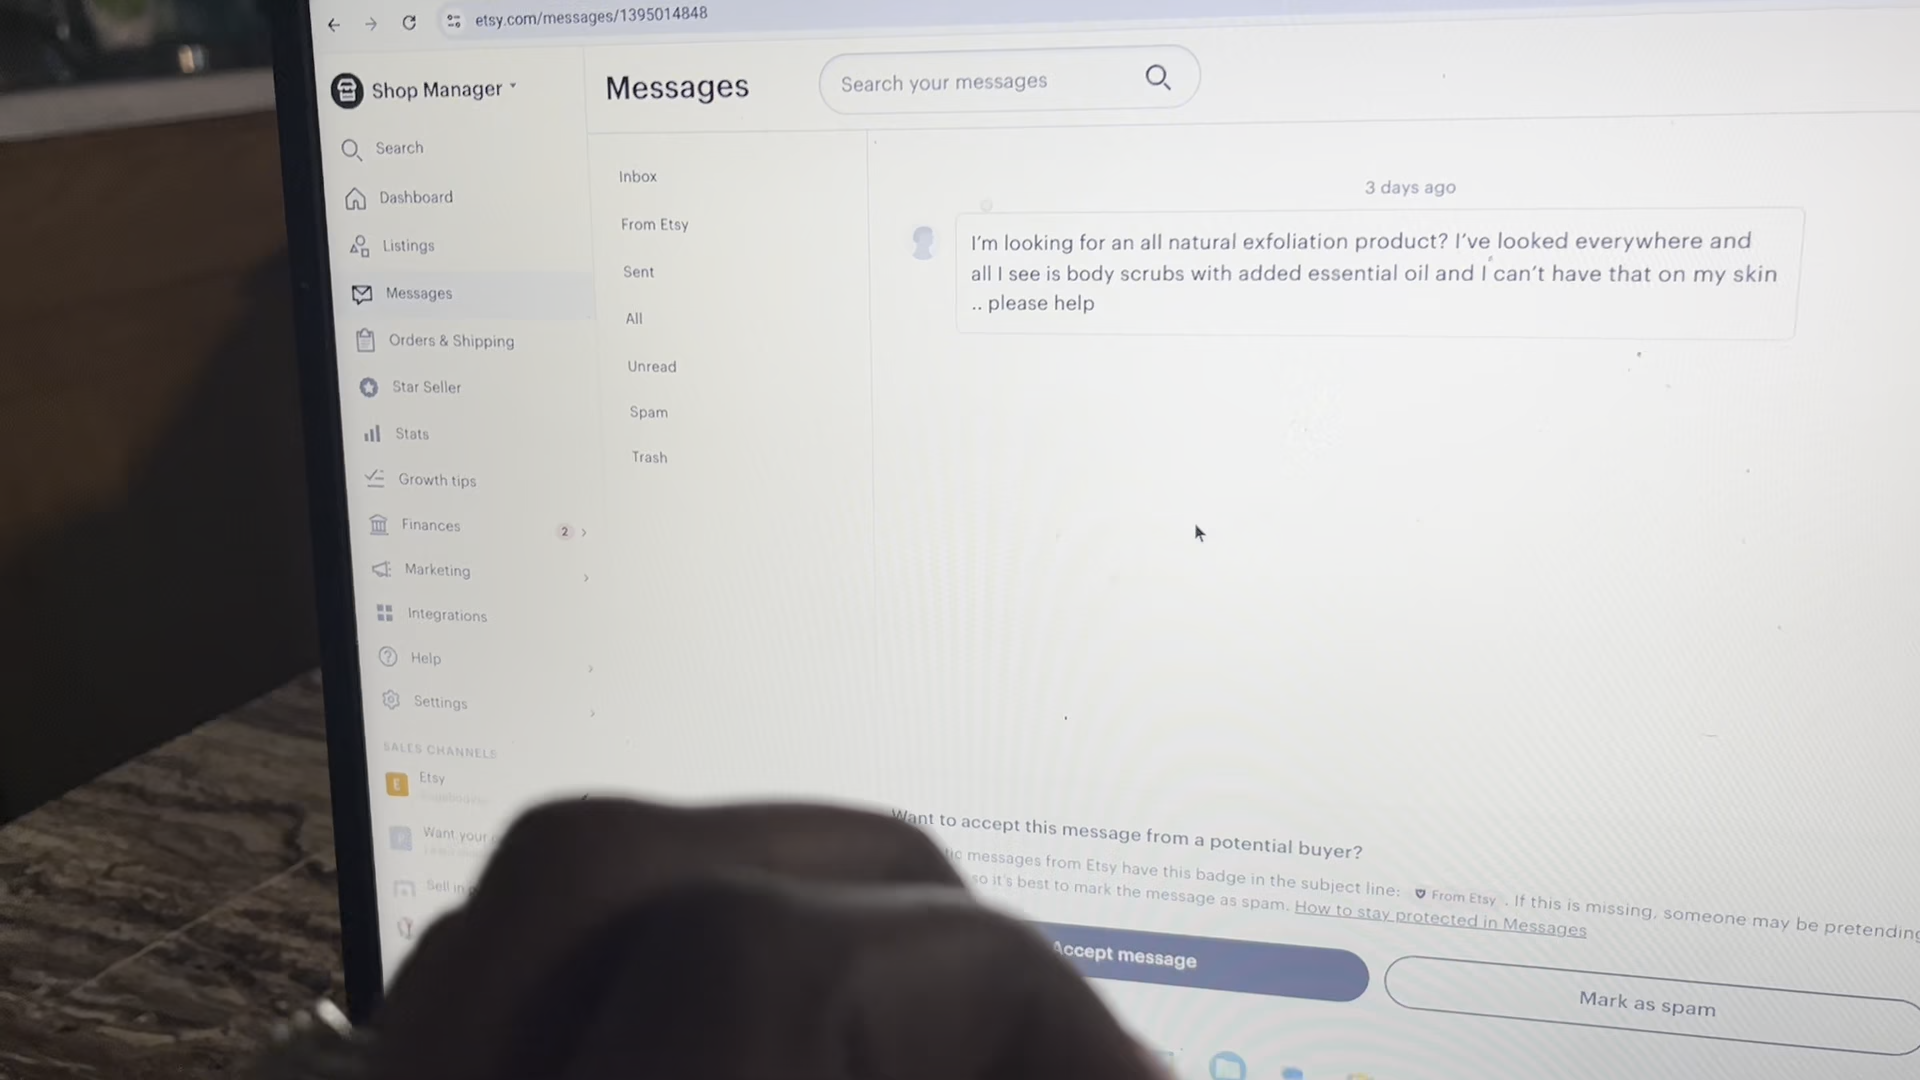 etsy.com/messages/1395014848
Shop Manager
Search
Dashboard
Listings
Messages
Orders & Shipping
Star Seller
Stats
Growth tips
Finances
2
Marketing
Integrations
Help
Settings
SALES CHANNELS
E
Etsy
Want your
Sell in
Messages
Search your messages
Inbox
From Etsy
Sent
All
Unread
Spam
Trash
3 days ago
I'm looking for an all natural exfoliation product? I've looked everywhere and
all I see is body scrubs with added essential oil and I can't have that on my skin
.. please help
Want to accept this message from a potential buyer?
tic messages from Etsy have this badge in the subject line: From Etsy . If this is missing, someone may be pretending
so it's best to mark the message as spam. How to stay protected in Messages
Accept message
Mark as spam